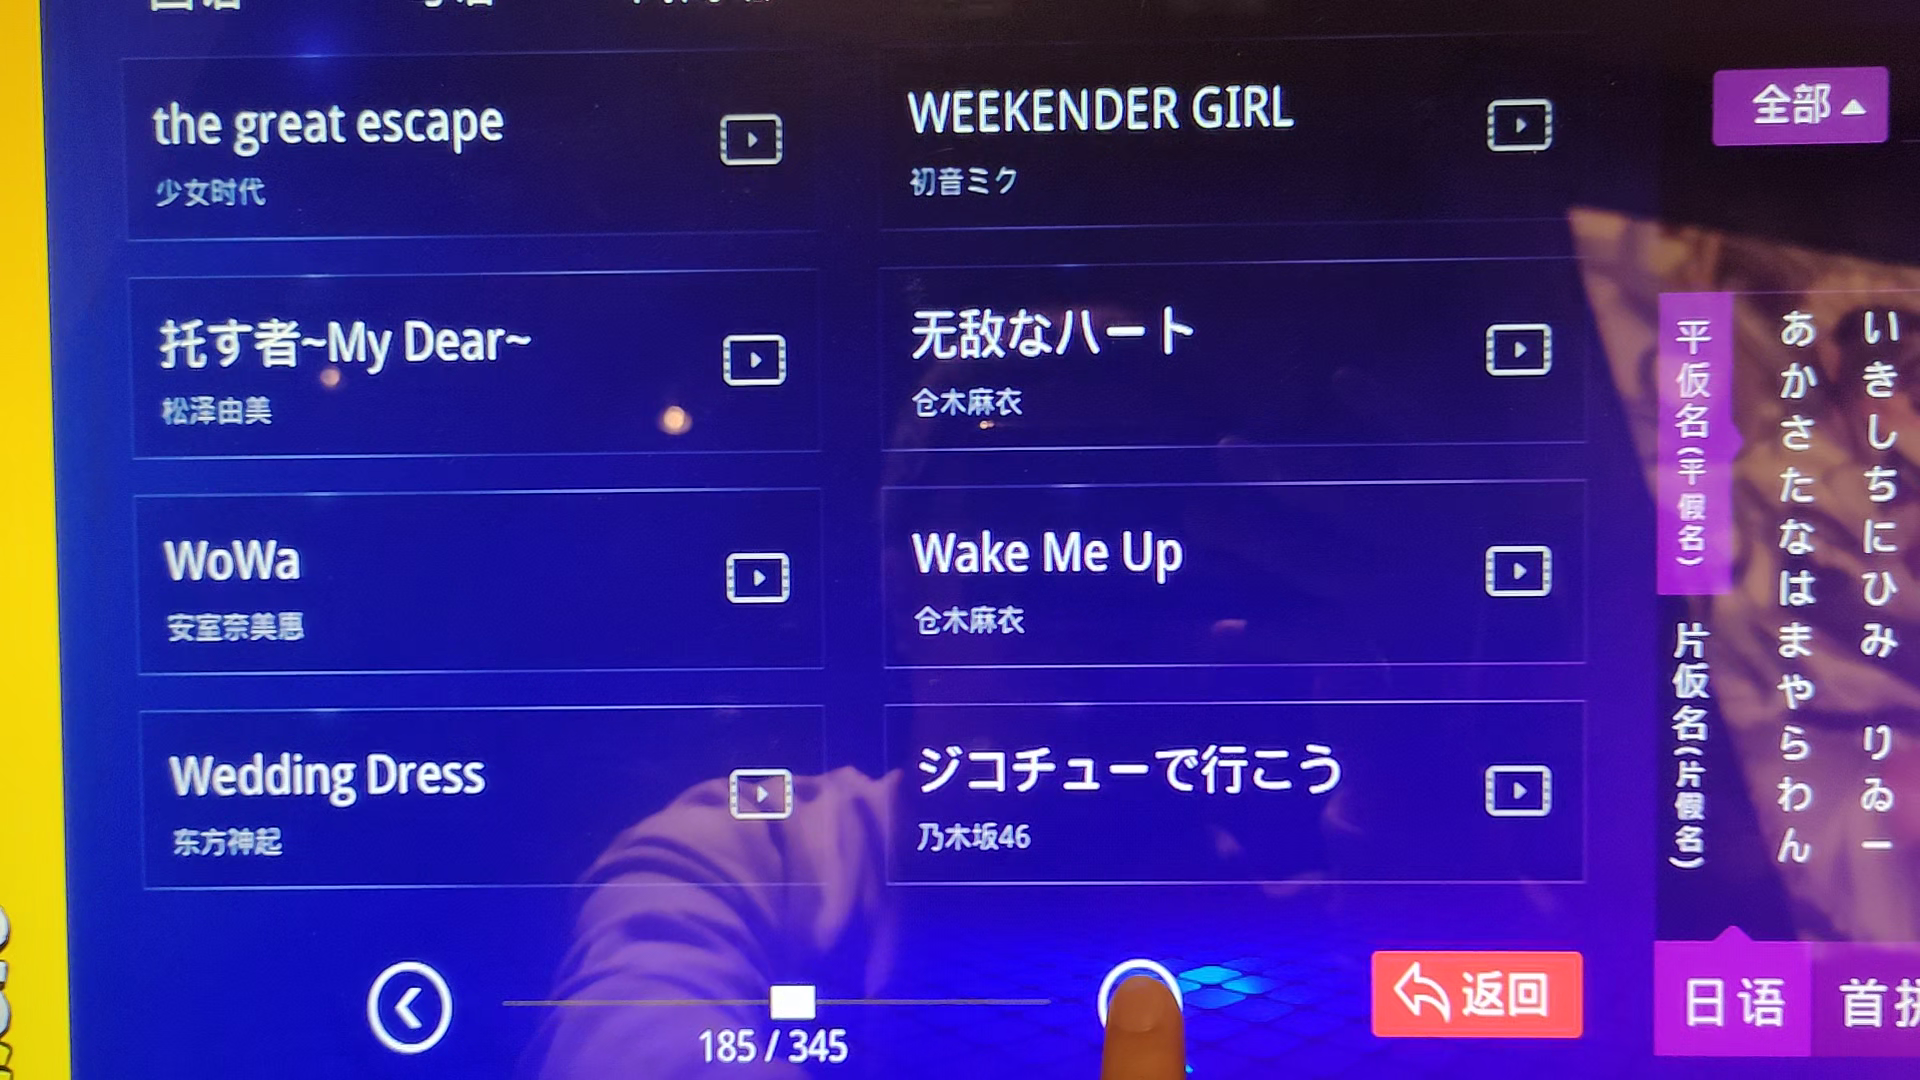 the great escape
少女时代
WEEKENDER GIRL
初音ミク
托す者~My Dear~
松泽由美
无敌なハート
仓木麻衣
WoWa
安室奈美恵
Wake Me Up
仓木麻衣
Wedding Dress
东方神起
ジコチューで行こう
乃木坂46
185 / 345
返回
全部
平仮名(平假名)
片仮名(片假名)
あかさたなはまやらわん
いきしちにひみ りゐー
日语
首